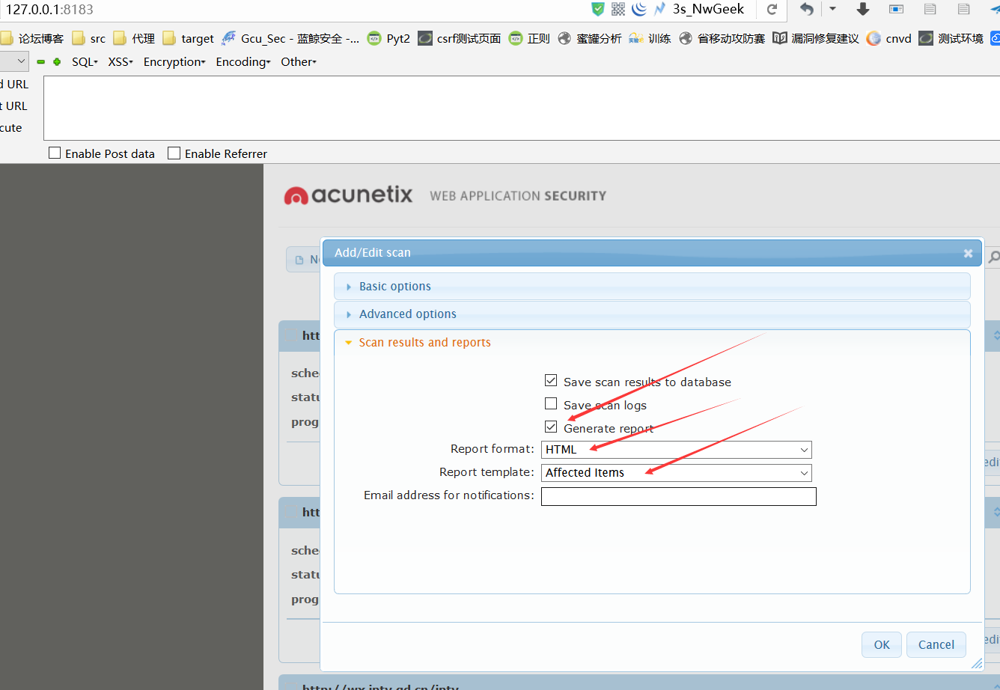 127.0.0.1:8183
3s_NwGeek
论坛博客 src 代理 target Gcu_Sec - 蓝鲸安全 -... Pyt2 csrf测试页面 正则 蜜罐分析 训练 省移动攻防赛 漏洞修复建议 cnvd 测试环境
SQL XSS Encryption Encoding Other
d URL
t URL
cute
Enable Post data Enable Referrer
acunetix WEB APPLICATION SECURITY
Add/Edit scan
N
Basic options
Advanced options
htt
Scan results and reports
sche
Save scan results to database
statu
Save scan logs
prog
Generate report
Report format: HTML
edi
Report template: Affected Items
Email address for notifications:
htt
sche
statu
prog
OK Cancel
edi
http://wx.iptv.gd.cn/iptv